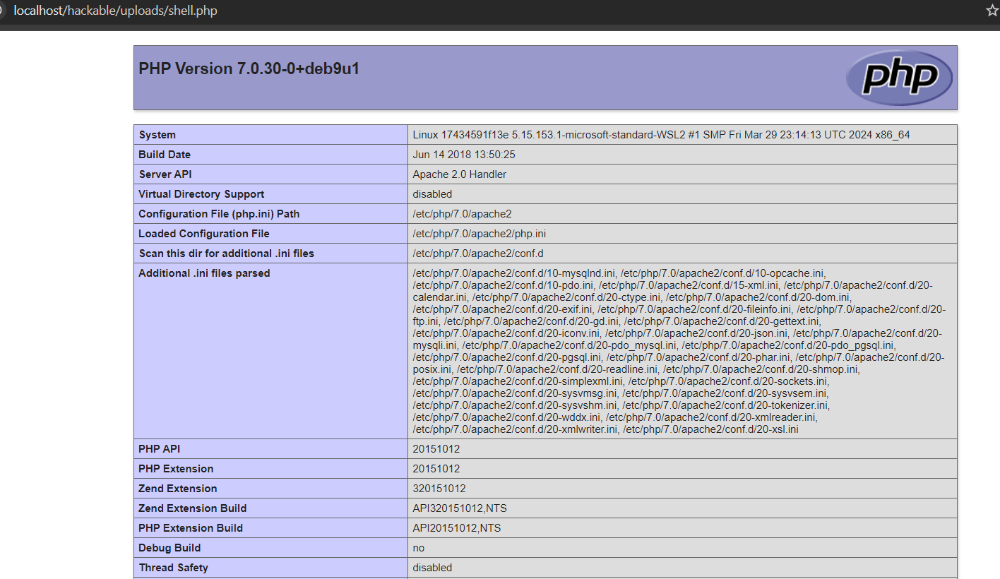 localhost/hackable/uploads/shell.php
PHP Version 7.0.30-0+deb9u1
php
System
Linux 17434591f13e 5.15.153.1-microsoft-standard-WSL2 #1 SMP Fri Mar 29 23:14:13 UTC 2024 x86_64
Build Date
Jun 14 2018 13:50:25
Server API
Apache 2.0 Handler
Virtual Directory Support
disabled
Configuration File (php.ini) Path
/etc/php/7.0/apache2
Loaded Configuration File
/etc/php/7.0/apache2/php.ini
Scan this dir for additional .ini files
/etc/php/7.0/apache2/conf.d
Additional .ini files parsed
/etc/php/7.0/apache2/conf.d/10-mysqlnd.ini, /etc/php/7.0/apache2/conf.d/10-opcache.ini,
/etc/php/7.0/apache2/conf.d/10-pdo.ini, /etc/php/7.0/apache2/conf.d/15-xml.ini, /etc/php/7.0/apache2/conf.d/20-
calendar.ini, /etc/php/7.0/apache2/conf.d/20-ctype.ini, /etc/php/7.0/apache2/conf.d/20-dom.ini,
/etc/php/7.0/apache2/conf.d/20-exif.ini, /etc/php/7.0/apache2/conf.d/20-fileinfo.ini, /etc/php/7.0/apache2/conf.d/20-
ftp.ini, /etc/php/7.0/apache2/conf.d/20-gd.ini, /etc/php/7.0/apache2/conf.d/20-gettext.ini,
/etc/php/7.0/apache2/conf.d/20-iconv.ini, /etc/php/7.0/apache2/conf.d/20-json.ini, /etc/php/7.0/apache2/conf.d/20-
mysqli.ini, /etc/php/7.0/apache2/conf.d/20-pdo_mysql.ini, /etc/php/7.0/apache2/conf.d/20-pdo_pgsql.ini,
/etc/php/7.0/apache2/conf.d/20-pgsql.ini, /etc/php/7.0/apache2/conf.d/20-phar.ini, /etc/php/7.0/apache2/conf.d/20-
posix.ini, /etc/php/7.0/apache2/conf.d/20-readline.ini, /etc/php/7.0/apache2/conf.d/20-shmop.ini,
/etc/php/7.0/apache2/conf.d/20-simplexml.ini, /etc/php/7.0/apache2/conf.d/20-sockets.ini,
/etc/php/7.0/apache2/conf.d/20-sysvmsg.ini, /etc/php/7.0/apache2/conf.d/20-sysvsem.ini,
/etc/php/7.0/apache2/conf.d/20-sysvshm.ini, /etc/php/7.0/apache2/conf.d/20-tokenizer.ini,
/etc/php/7.0/apache2/conf.d/20-wddx.ini, /etc/php/7.0/apache2/conf.d/20-xmlreader.ini,
/etc/php/7.0/apache2/conf.d/20-xmlwriter.ini, /etc/php/7.0/apache2/conf.d/20-xsl.ini
PHP API
20151012
PHP Extension
20151012
Zend Extension
320151012
Zend Extension Build
API320151012,NTS
PHP Extension Build
API20151012,NTS
Debug Build
no
Thread Safety
disabled